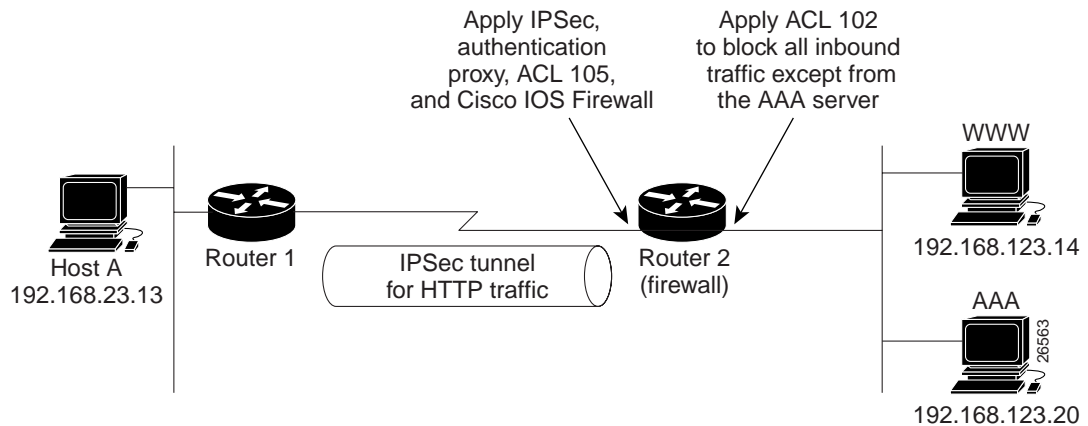 Apply IPSec,
authentication
proxy, ACL 105,
and Cisco IOS Firewall
Apply ACL 102
to block all inbound
traffic except from
the AAA server
WWW
192.168.123.14
Host A
192.168.23.13
Router 1
IPSec tunnel
for HTTP traffic
Router 2
(firewall)
AAA
26563
192.168.123.20